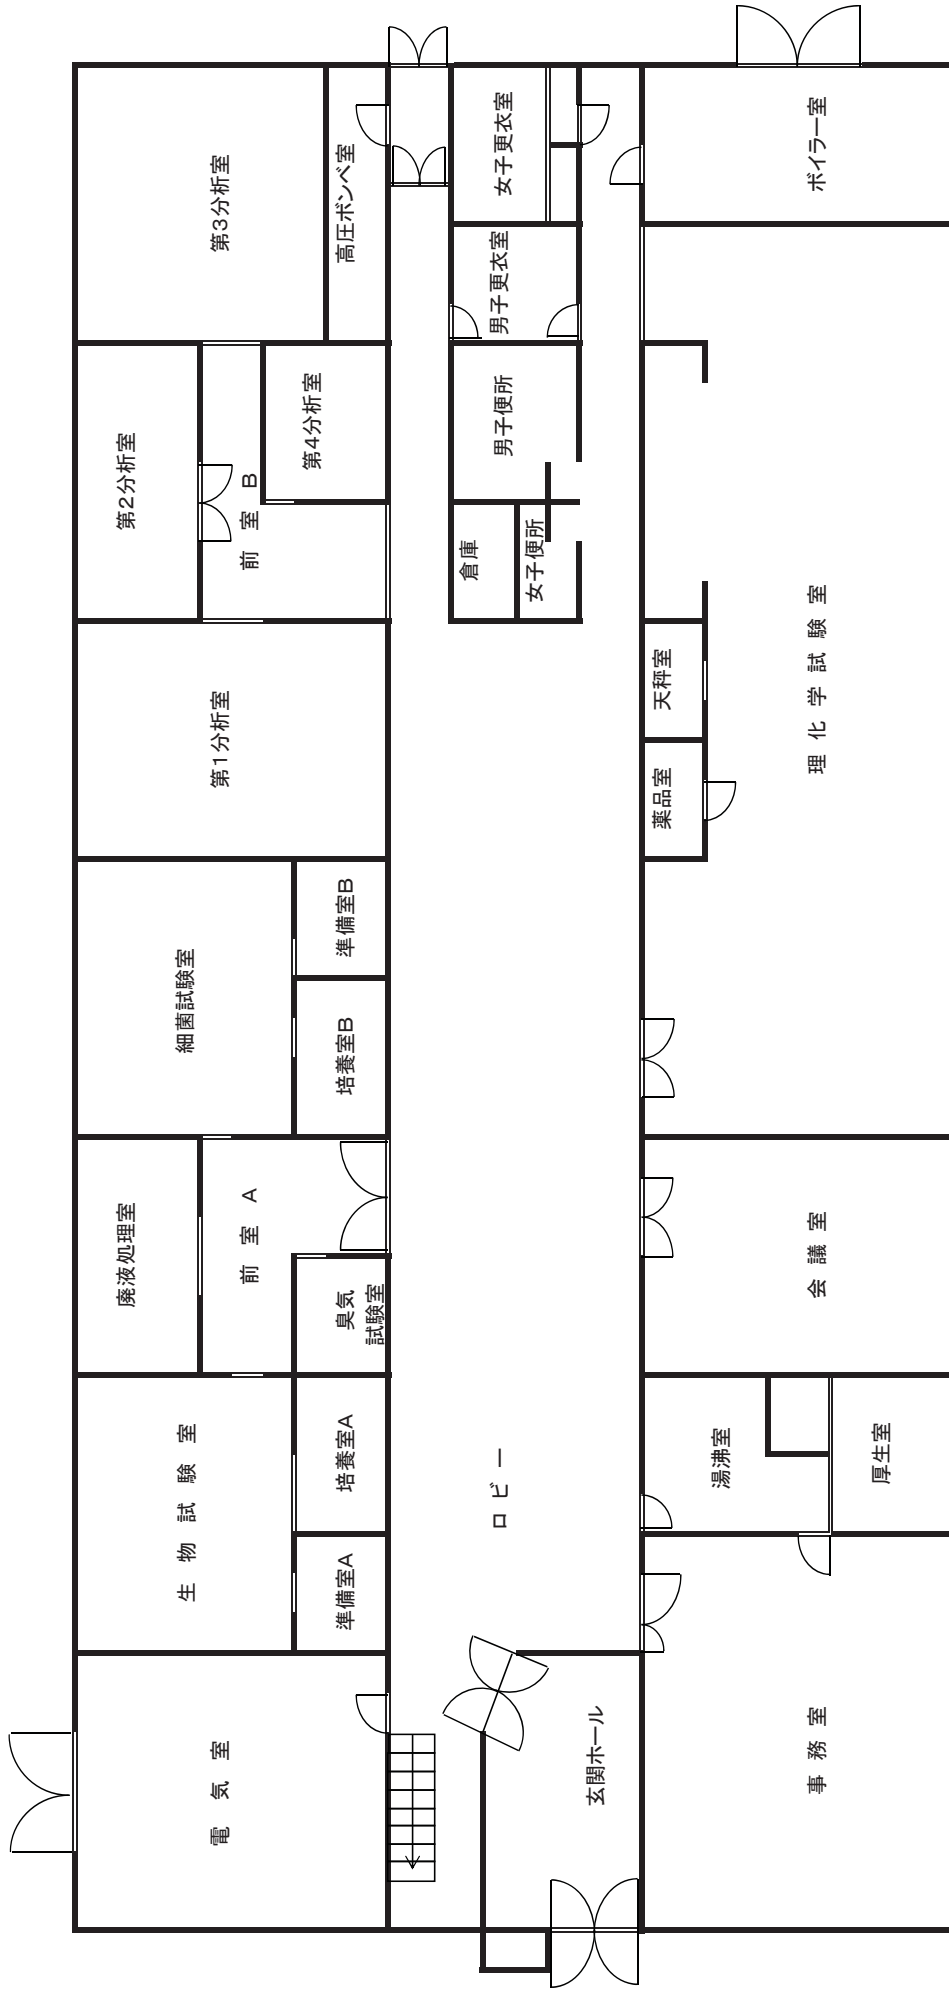 電気室
生物試験室
準備室A
培養室A
臭気
試験室
廃液処理室
前室A
細菌試験室
培養室B
準備室B
第1分析室
第2分析室
前室B
第4分析室
第3分析室
高圧ボンベ室
ロビー
倉庫
女子便所
男子便所
男子更衣室
女子更衣室
玄関ホール
事務室
湯沸室
厚生室
会議室
薬品室
天秤室
理化学試験室
ボイラー室